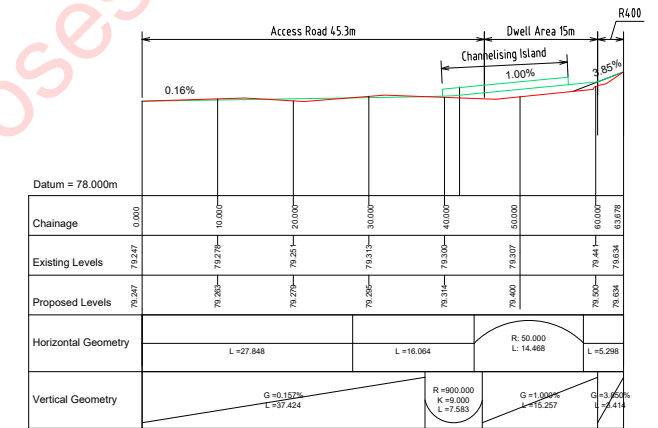 R400
Access Road 45.3m
Dwell Area 15m
Channelising Island
0.16%
1.00%
3.85%
Datum = 78.000m
Chainage 0.000 10.000 20.000 30.000 40.000 50.000 60.000 63.678
Existing Levels 79.247 79.278 79.251 79.313 79.300 79.307 79.441 79.634
Proposed Levels 79.247 79.263 79.279 79.295 79.314 79.400 79.500 79.634
Horizontal Geometry
L =27.848
L =16.064
R: 50.000
L: 14.468
L =5.298
Vertical Geometry
G =0.157%
L =37.424
R =900.000
K =9.000
L =7.583
G =1.000%
L =15.257
G =3.850%
L =3.414